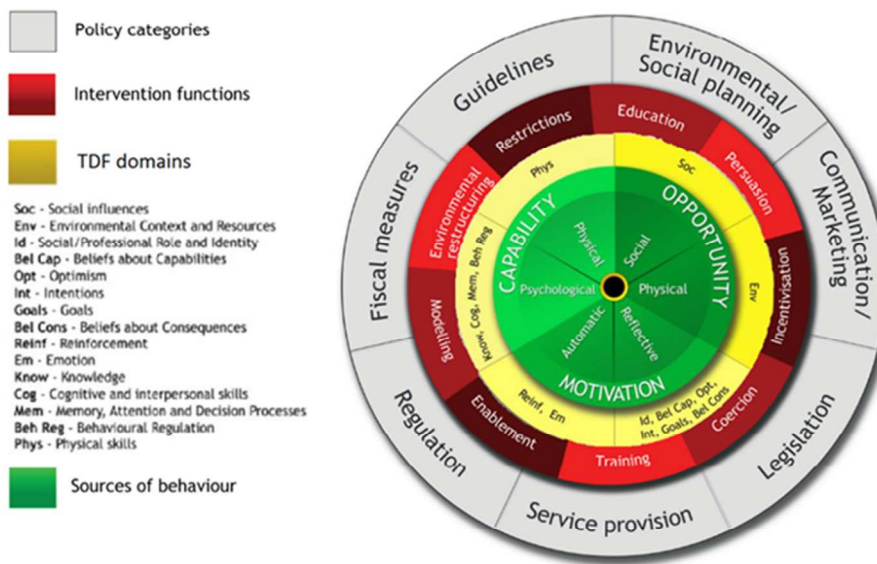 Policy categories
Intervention functions
TDF domains
Soc - Social influences
Env - Environmental Context and Resources
Id - Social/Professional Role and Identity
Bel Cap - Beliefs about Capabilities
Opt - Optimism
Int - Intentions
Goals - Goals
Bel Cons - Beliefs about Consequences
Reinf - Reinforcement
Em - Emotion
Know - Knowledge
Cog - Cognitive and interpersonal skills
Mem - Memory, Attention and Decision Processes
Beh Reg - Behavioural Regulation
Phys - Physical skills
Sources of behaviour
Guidelines
Environmental/
Social planning
Communication/
Marketing
Legislation
Service provision
Regulation
Fiscal measures
Restrictions
Education
Persuasion
Incentivisation
Coercion
Training
Enablement
Modelling
Environmental
restructuring
Phys
Soc
Env
Id, Bel Cap, Opt,
Int, Goals, Bel Cons
Reinf, Em
Know, Cog, Mem, Beh Reg
CAPABILITY
OPPORTUNITY
MOTIVATION
Physical
Social
Psychological
Physical
Automatic
Reflective